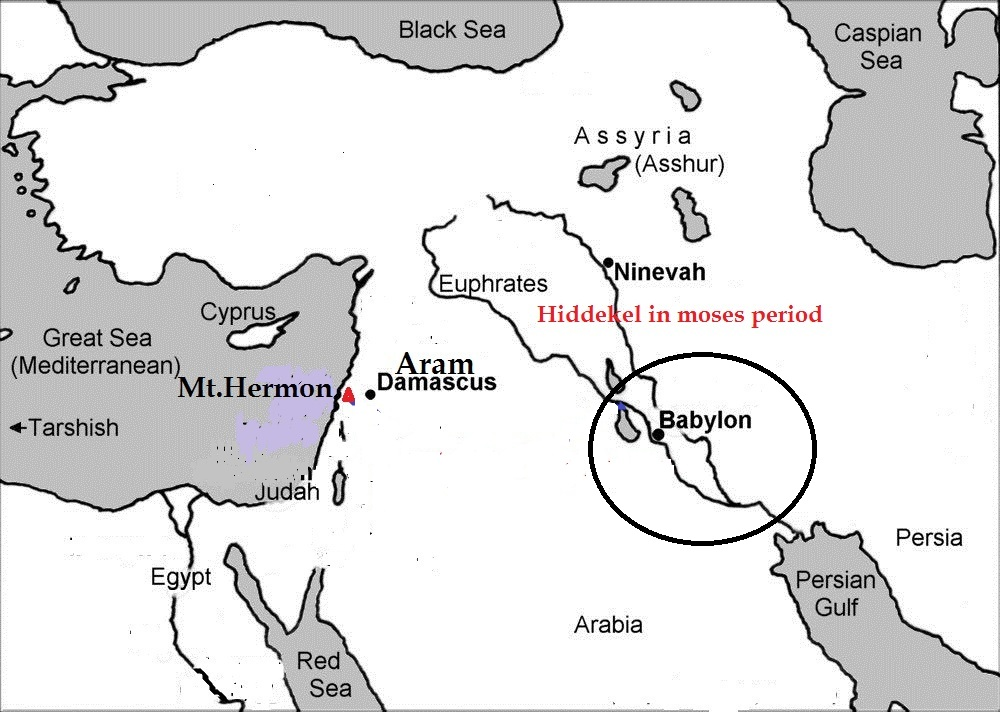 Black Sea
Caspian
Sea
Assyria
(Asshur)
Ninevah
Euphrates
Hiddekel in moses period
Cyprus
Great Sea
(Mediterranean)
Aram
Mt.Hermon
Damascus
←Tarshish
Babylon
Judah
Persia
Egypt
Persian
Gulf
Arabia
Red
Sea